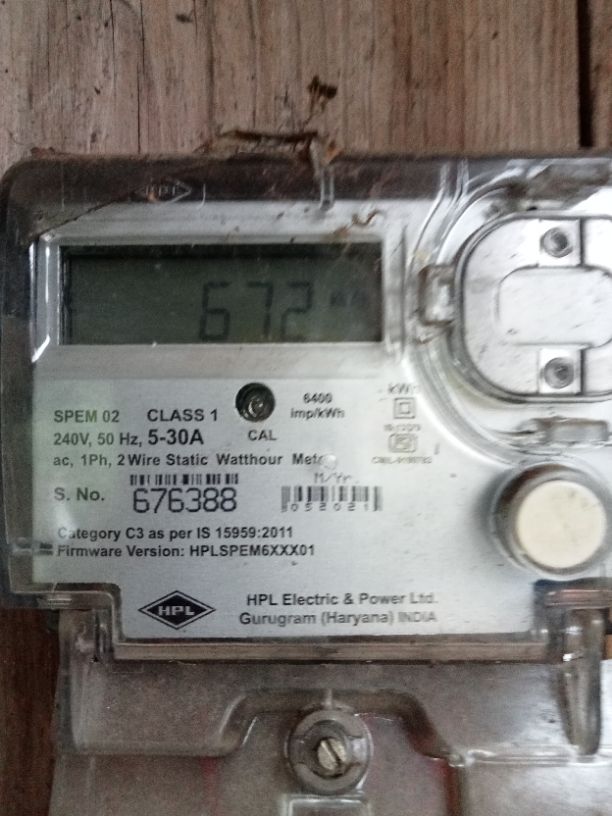 HPL
672
6400
imp/kWh
kWh
SPEM 02 CLASS 1
240V, 50 Hz, 5-30A
CAL
ac, 1Ph, 2 Wire Static Watthour
M/Yr.
S. No. 676388
052021
Category C3 as per IS 15959:2011
Firmware Version: HPLSPEM6XXX01
HPL
HPL Electric & Power Ltd.
Gurugram (Haryana) INDIA